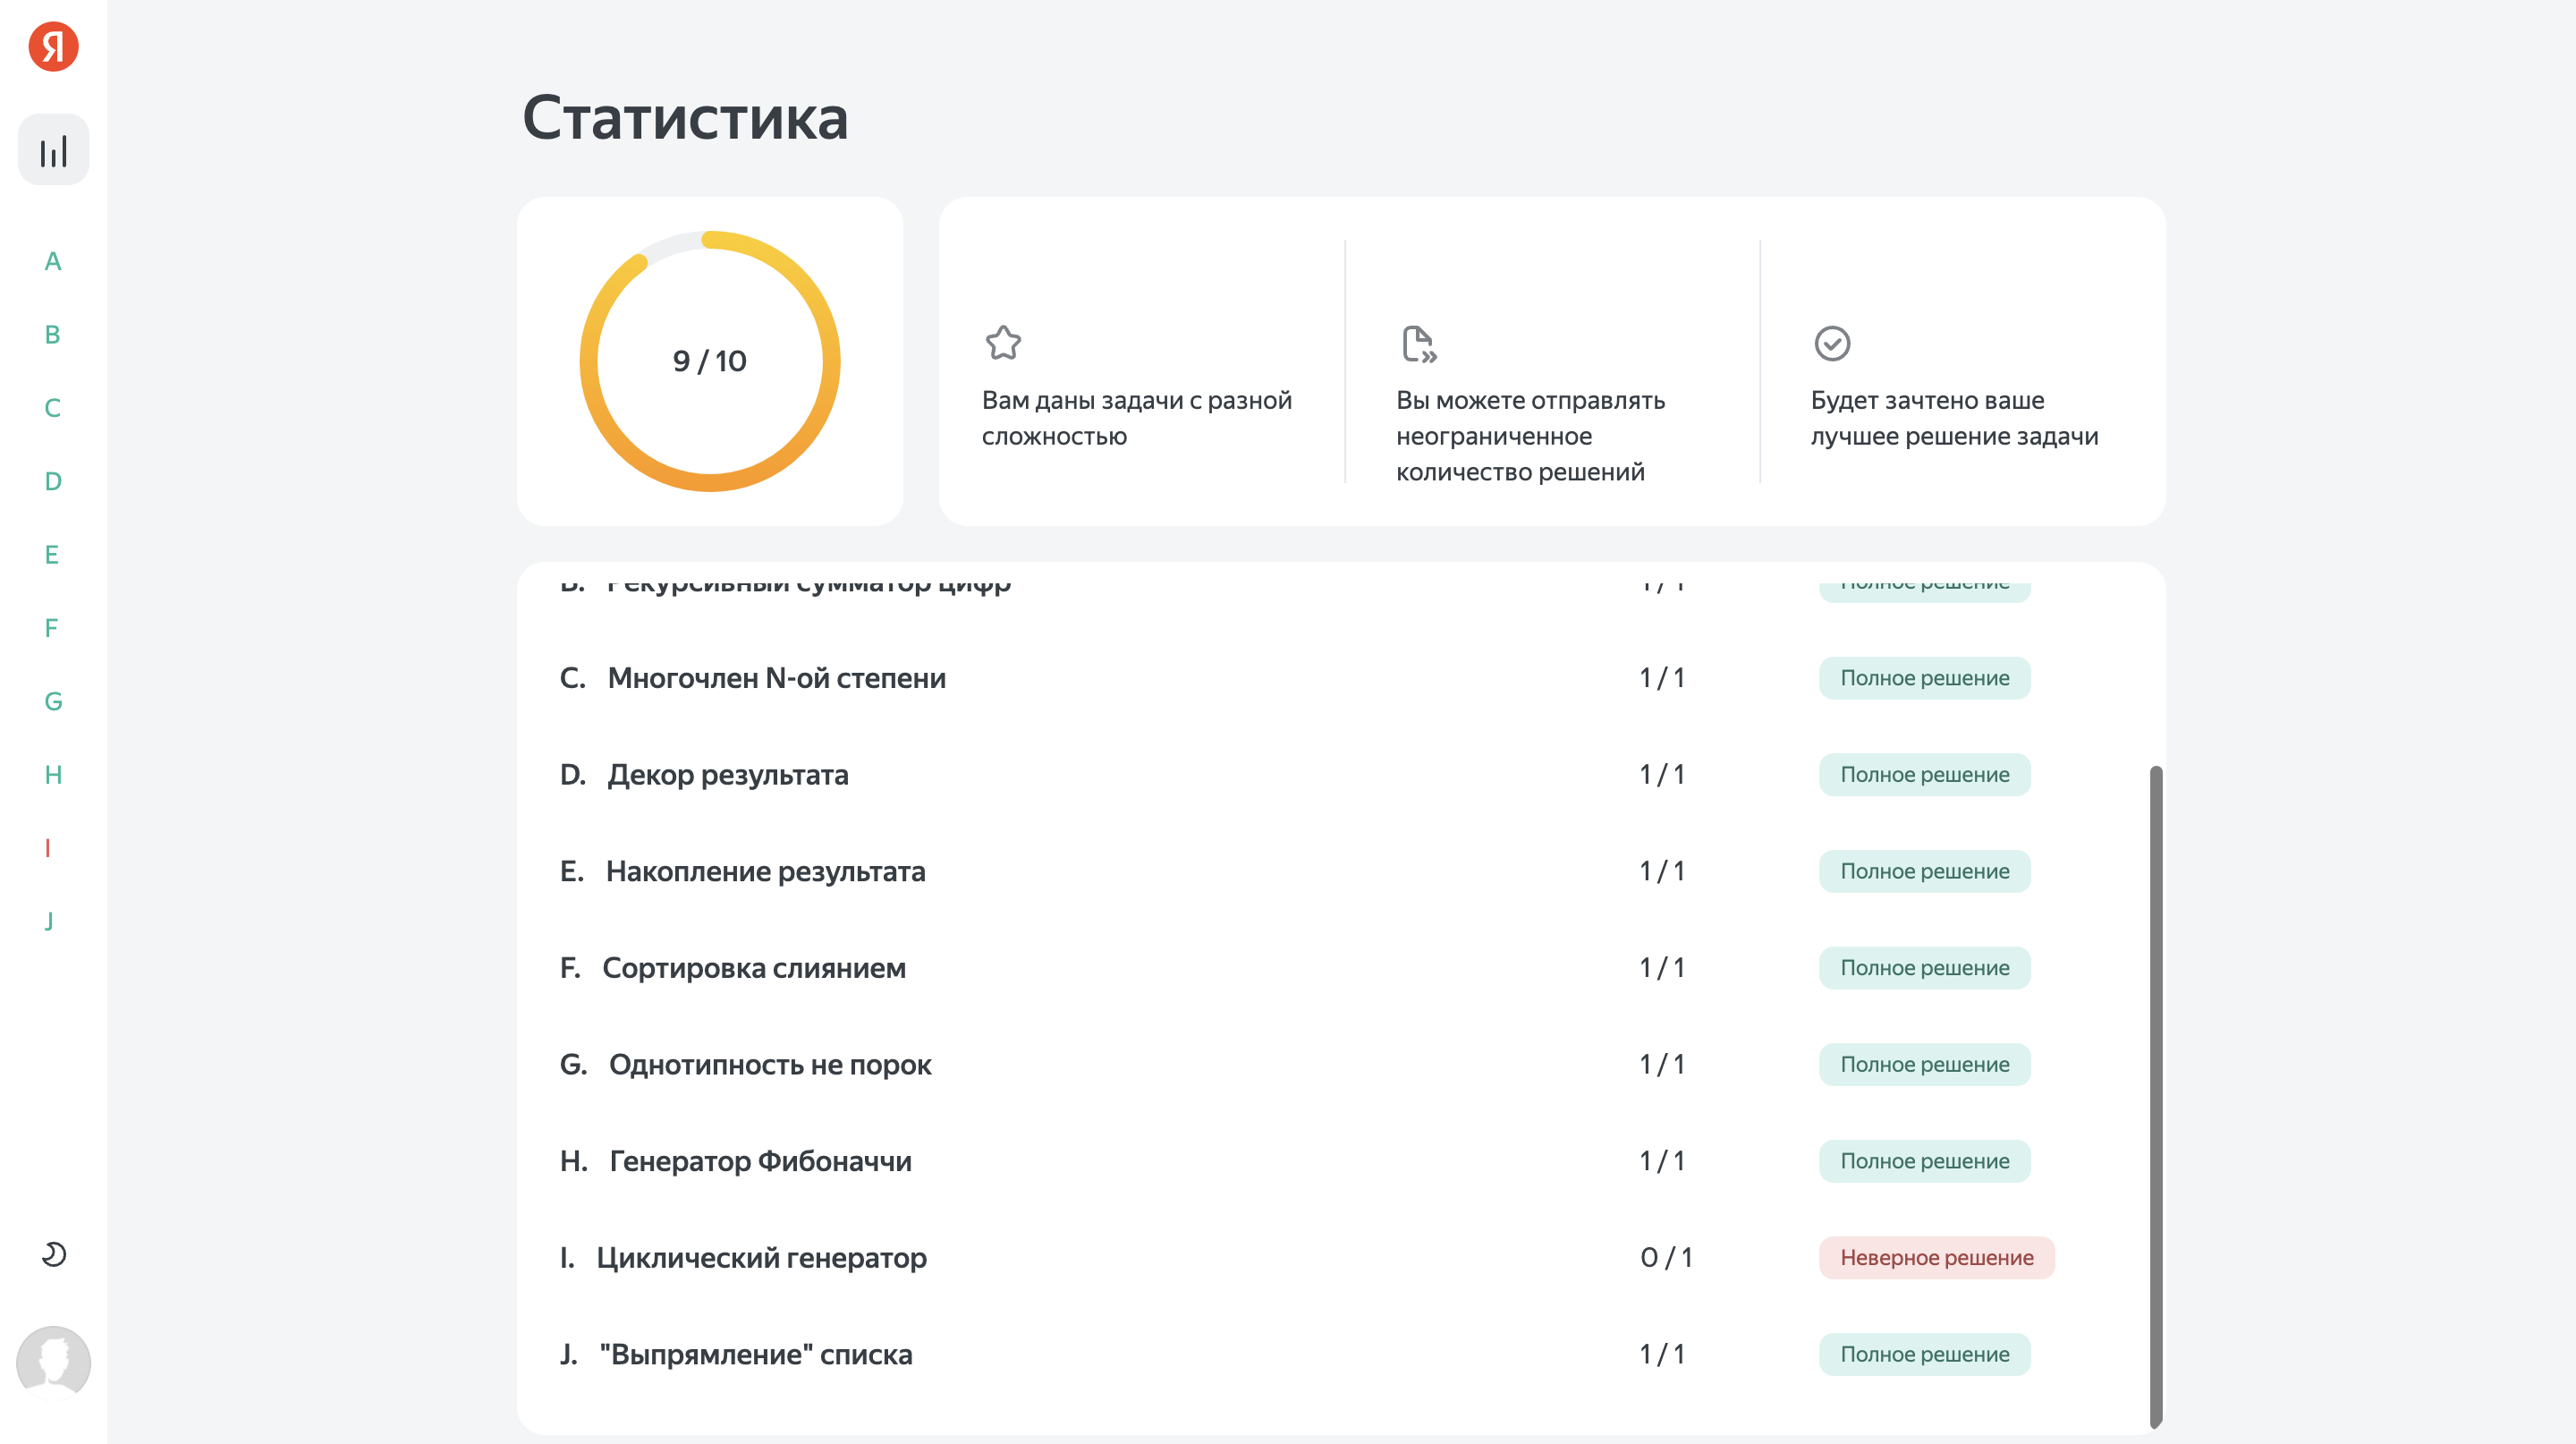 Я
Статистика
A
B
C
D
E
F
G
H
I
J
9 / 10
Вам даны задачи с разной
сложностью
Вы можете отправлять
неограниченное
количество решений
Будет зачтено ваше
лучшее решение задачи
B. Рекурсивный сумматор цифр 1 / 1 Полное решение
C. Многочлен N-ой степени 1 / 1 Полное решение
D. Декор результата 1 / 1 Полное решение
E. Накопление результата 1 / 1 Полное решение
F. Сортировка слиянием 1 / 1 Полное решение
G. Однотипность не порок 1 / 1 Полное решение
H. Генератор Фибоначчи 1 / 1 Полное решение
I. Циклический генератор 0 / 1 Неверное решение
J. "Выпрямление" списка 1 / 1 Полное решение